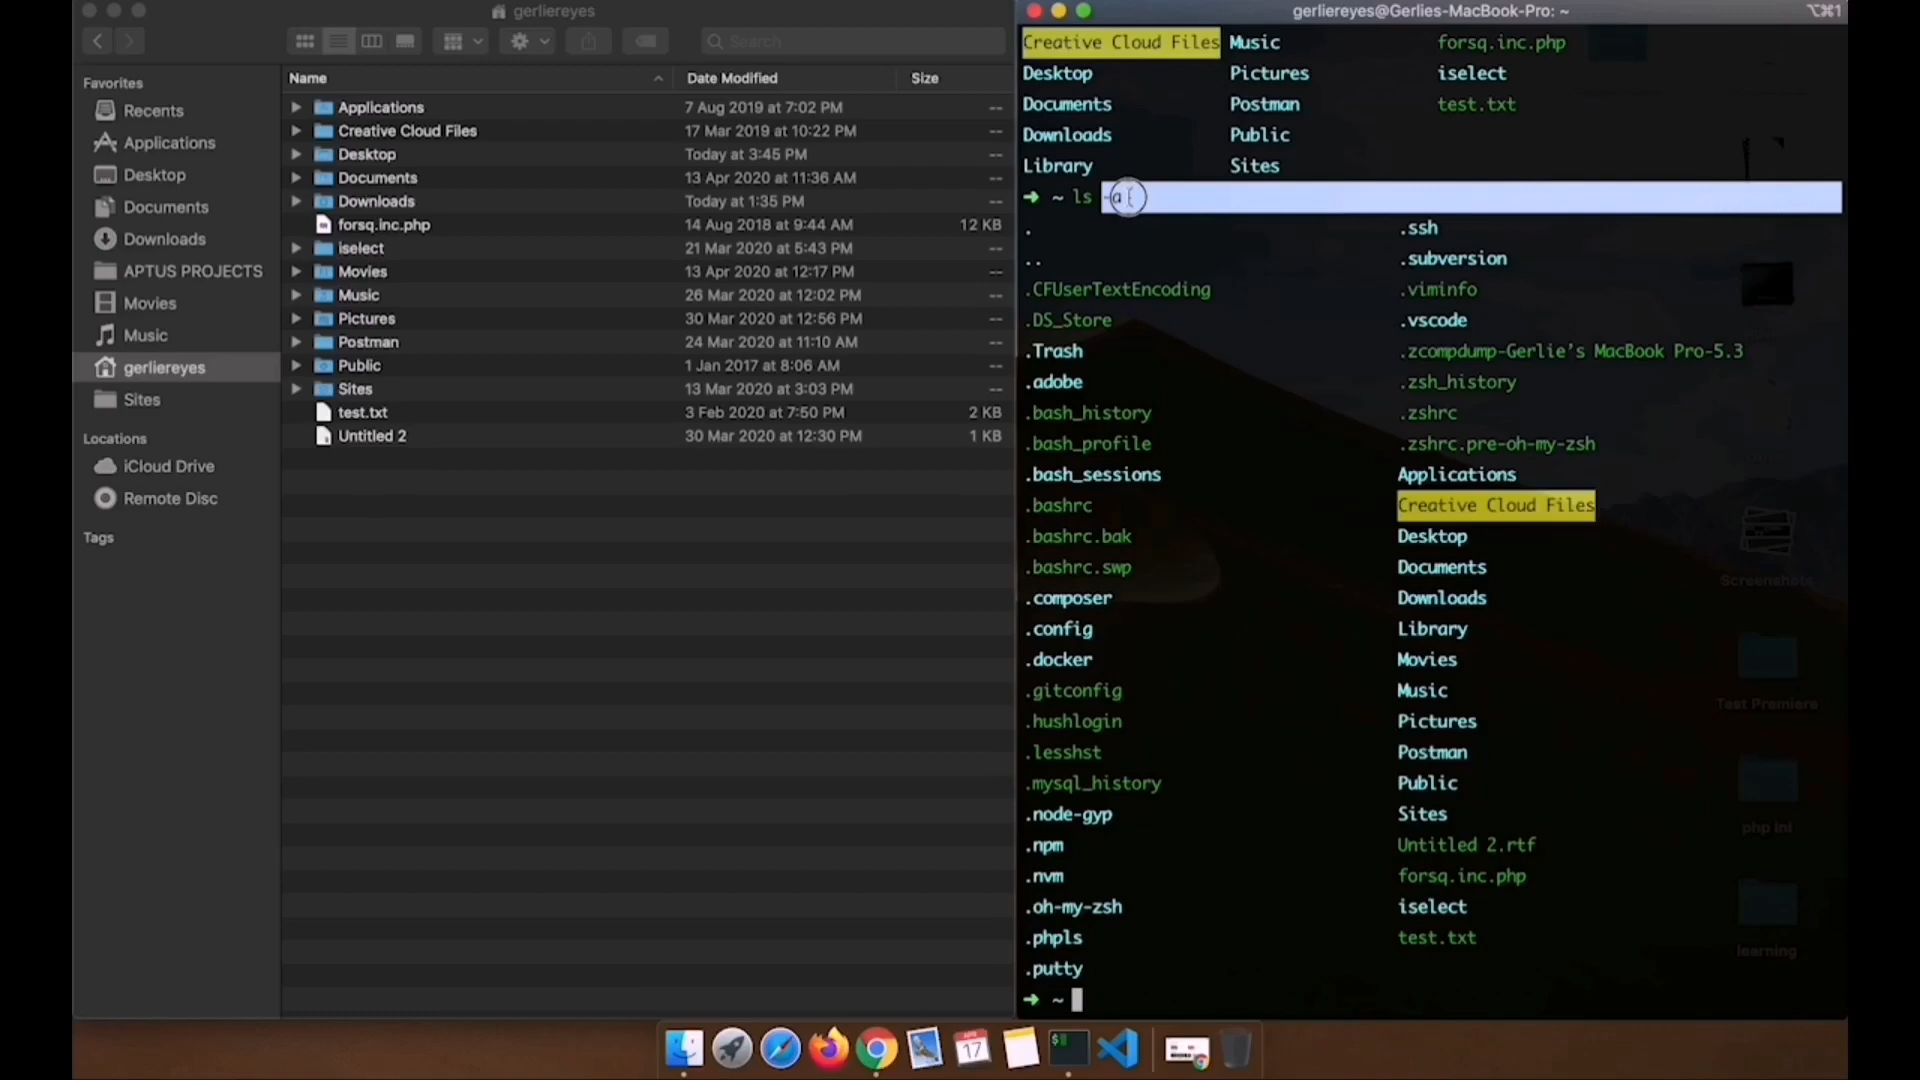 gerliereyes
Search
Favorites
Recents
Applications
Desktop
Documents
Downloads
APTUS PROJECTS
Movies
Music
gerliereyes
Sites
Locations
iCloud Drive
Remote Disc
Tags
Name Date Modified Size
Applications 7 Aug 2019 at 7:02 PM --
Creative Cloud Files 17 Mar 2019 at 10:22 PM --
Desktop Today at 3:45 PM --
Documents 13 Apr 2020 at 11:36 AM --
Downloads Today at 1:35 PM --
forsq.inc.php 14 Aug 2018 at 9:44 AM 12 KB
iselect 21 Mar 2020 at 5:43 PM --
Movies 13 Apr 2020 at 12:17 PM --
Music 26 Mar 2020 at 12:02 PM --
Pictures 30 Mar 2020 at 12:56 PM --
Postman 24 Mar 2020 at 11:10 AM --
Public 1 Jan 2017 at 8:06 AM --
Sites 13 Mar 2020 at 3:03 PM --
test.txt 3 Feb 2020 at 7:50 PM 2 KB
Untitled 2 30 Mar 2020 at 12:30 PM 1 KB
gerliereyes@Gerlies-MacBook-Pro: ~ ⌥⌘1
Creative Cloud Files Music forsq.inc.php
Desktop Pictures iselect
Documents Postman test.txt
Downloads Public
Library Sites
➜ ~ ls -a
. .ssh
.. .subversion
.CFUserTextEncoding .viminfo
.DS_Store .vscode
.Trash .zcompdump-Gerlie’s MacBook Pro-5.3
.adobe .zsh_history
.bash_history .zshrc
.bash_profile .zshrc.pre-oh-my-zsh
.bash_sessions Applications
.bashrc Creative Cloud Files
.bashrc.bak Desktop
.bashrc.swp Documents
.composer Downloads
.config Library
.docker Movies
.gitconfig Music
.hushlogin Pictures
.lesshst Postman
.mysql_history Public
.node-gyp Sites
.npm Untitled 2.rtf
.nvm forsq.inc.php
.oh-my-zsh iselect
.phpls test.txt
.putty
➜ ~
Screenshots
Test Premiere
php ini
learning
APR
17